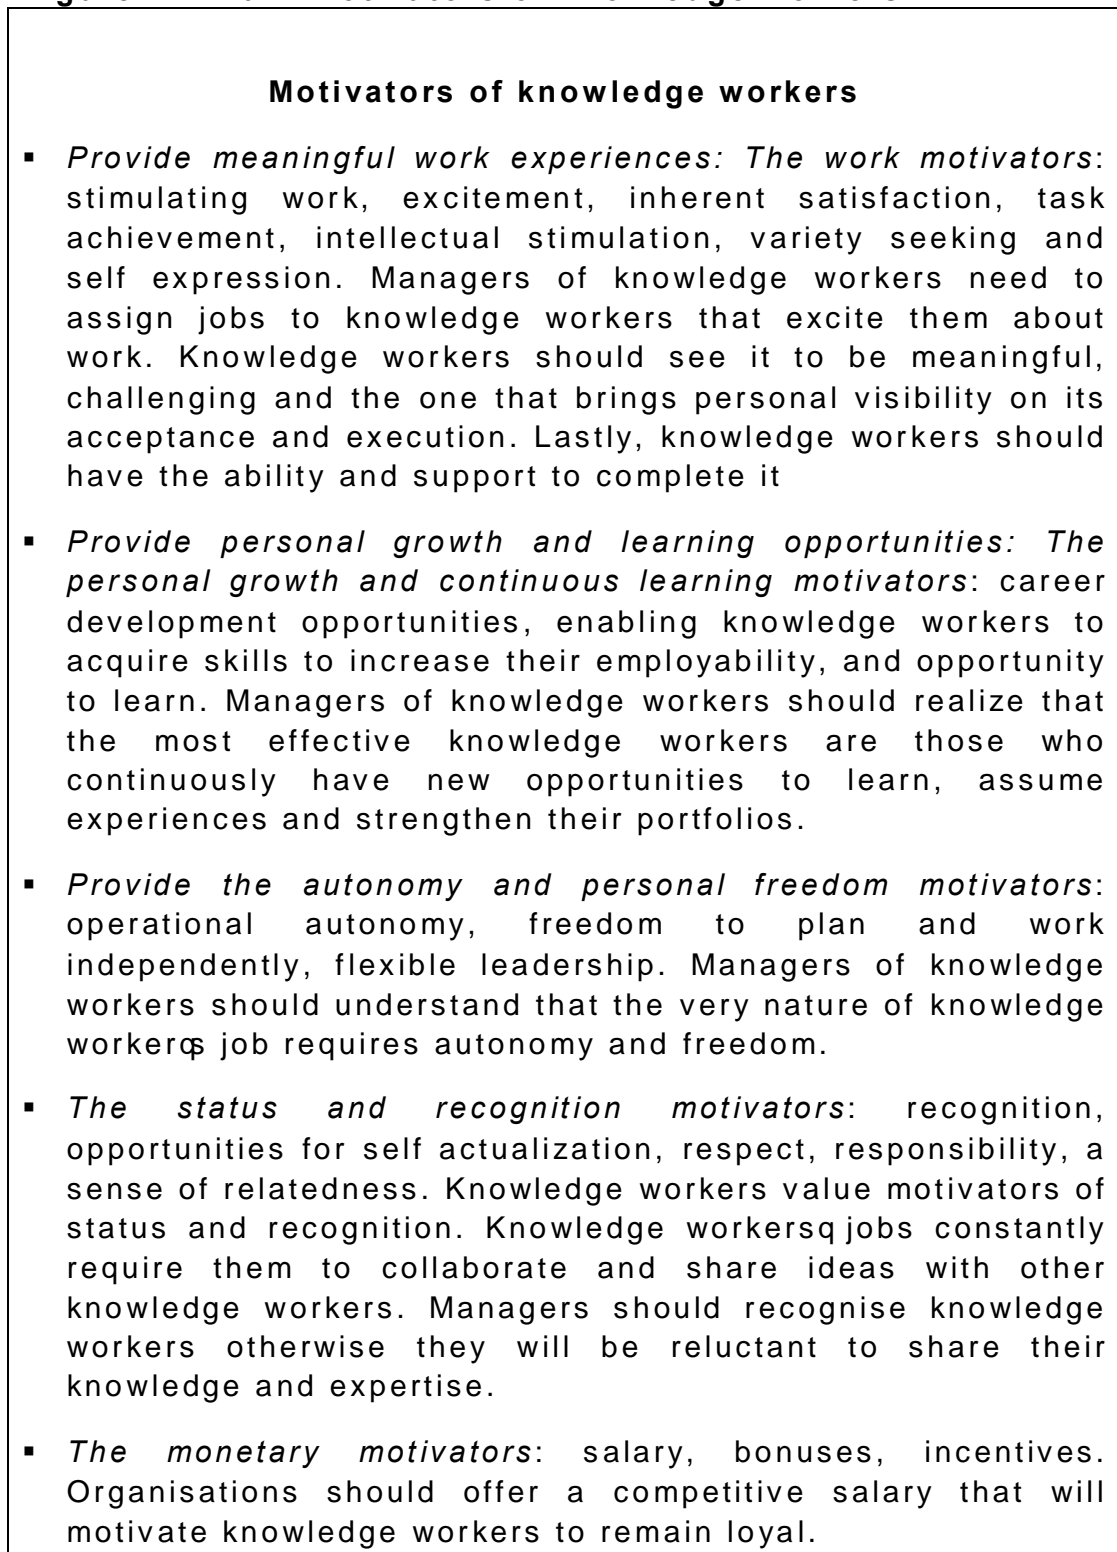 Motivators of knowledge workers
▪ Provide meaningful work experiences: The work motivators:
stimulating work, excitement, inherent satisfaction, task
achievement, intellectual stimulation, variety seeking and
self expression. Managers of knowledge workers need to
assign jobs to knowledge workers that excite them about
work. Knowledge workers should see it to be meaningful,
challenging and the one that brings personal visibility on its
acceptance and execution. Lastly, knowledge workers should
have the ability and support to complete it
▪ Provide personal growth and learning opportunities: The
personal growth and continuous learning motivators: career
development opportunities, enabling knowledge workers to
acquire skills to increase their employability, and opportunity
to learn. Managers of knowledge workers should realize that
the most effective knowledge workers are those who
continuously have new opportunities to learn, assume
experiences and strengthen their portfolios.
▪ Provide the autonomy and personal freedom motivators:
operational autonomy, freedom to plan and work
independently, flexible leadership. Managers of knowledge
workers should understand that the very nature of knowledge
workerqs job requires autonomy and freedom.
▪ The status and recognition motivators: recognition,
opportunities for self actualization, respect, responsibility, a
sense of relatedness. Knowledge workers value motivators of
status and recognition. Knowledge workersq jobs constantly
require them to collaborate and share ideas with other
knowledge workers. Managers should recognise knowledge
workers otherwise they will be reluctant to share their
knowledge and expertise.
▪ The monetary motivators: salary, bonuses, incentives.
Organisations should offer a competitive salary that will
motivate knowledge workers to remain loyal.